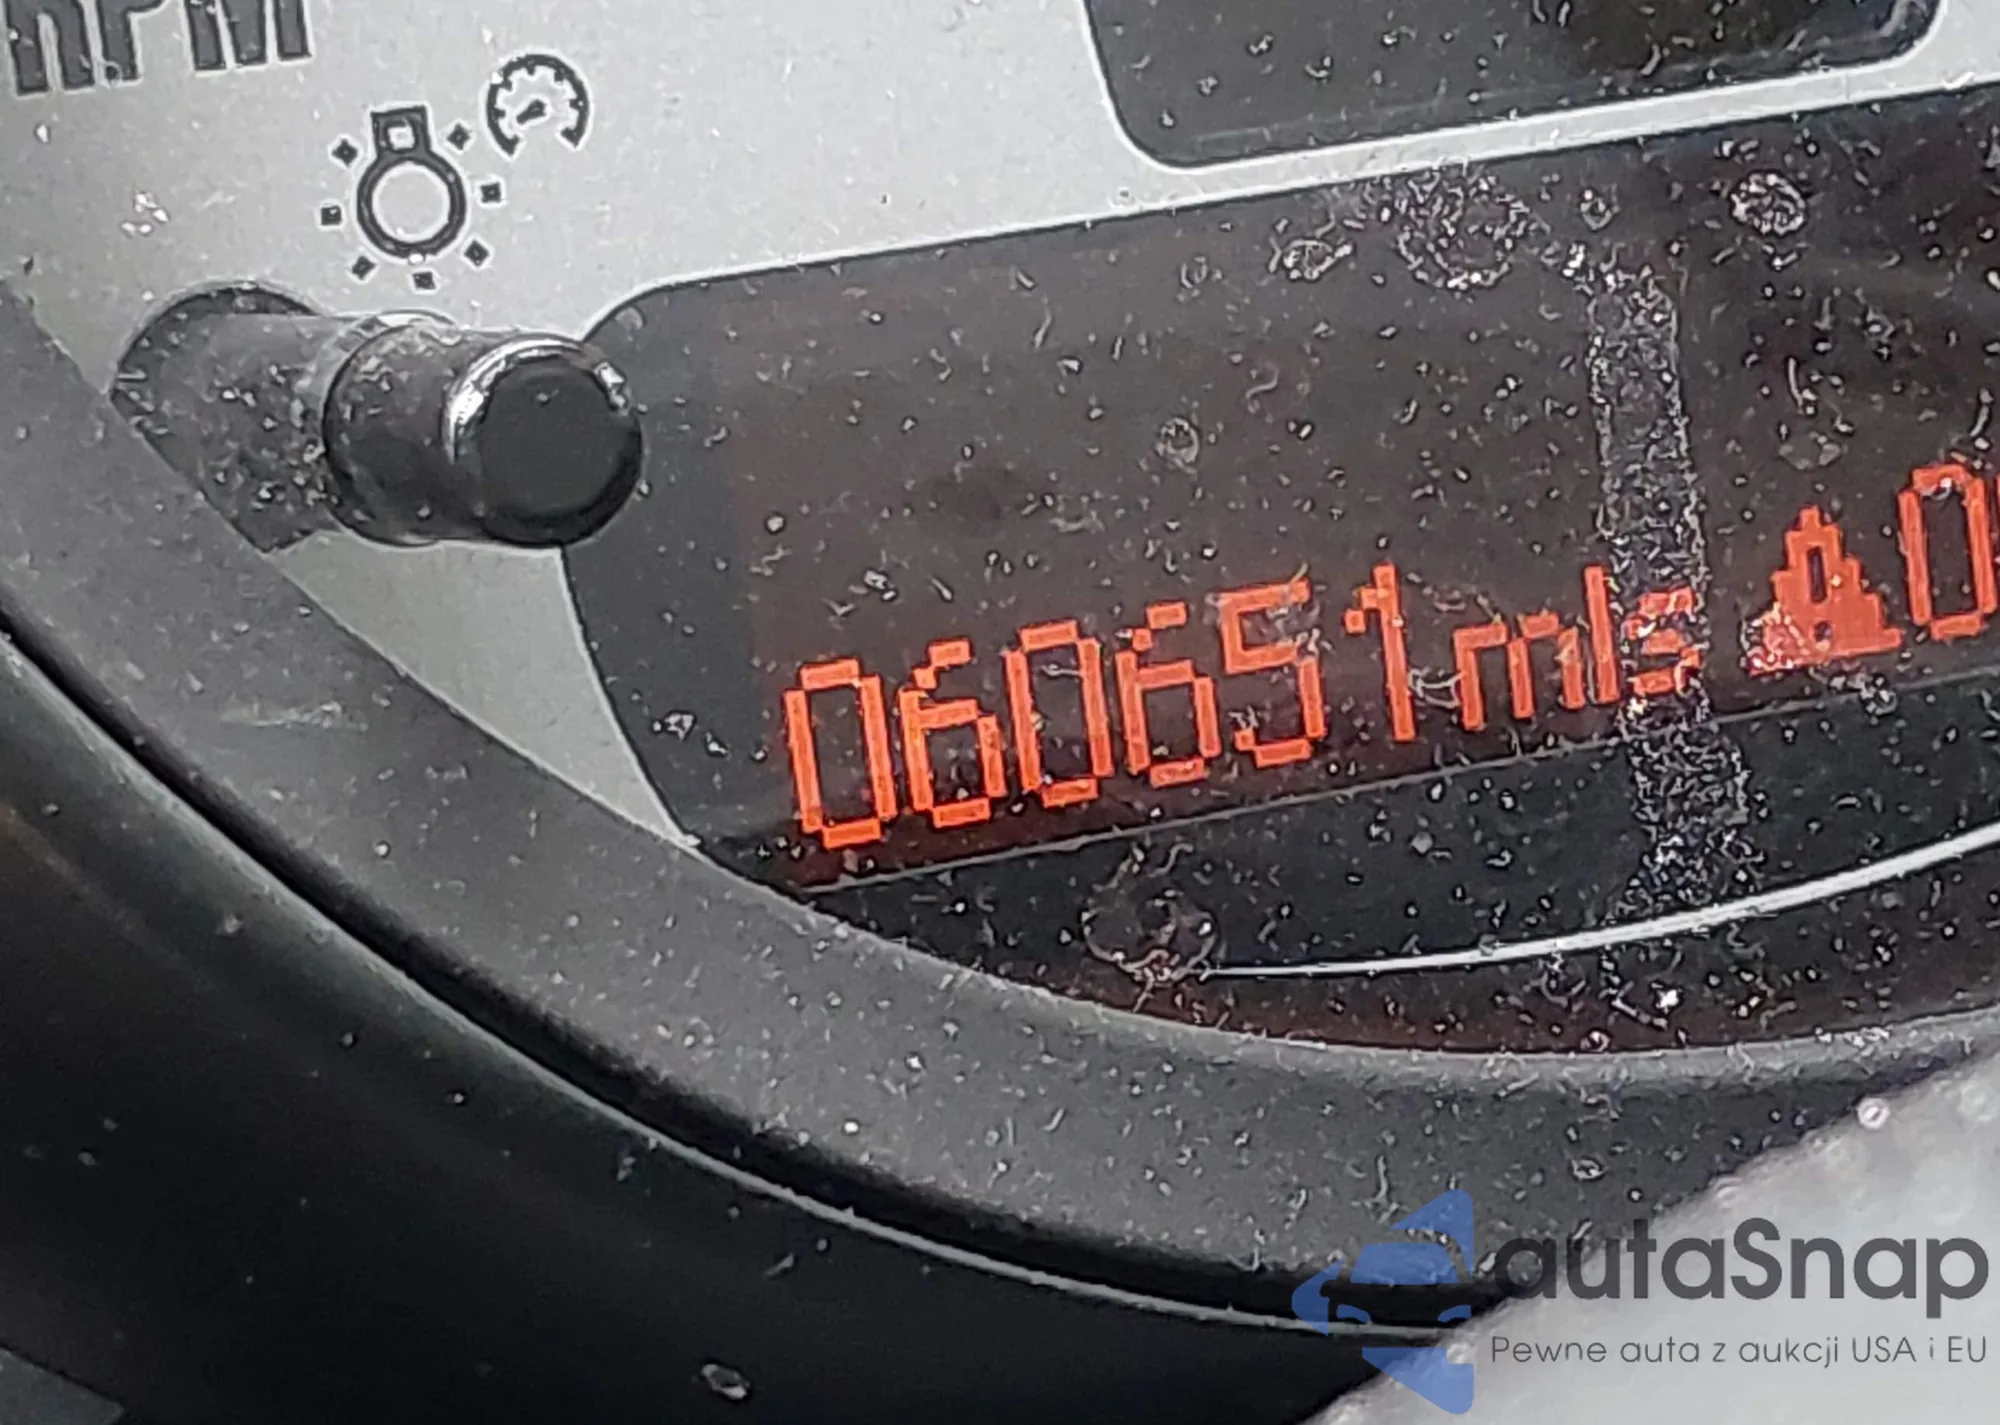 RPM
060651mls
autaSnap
Pewne auta z aukcji USA i EU